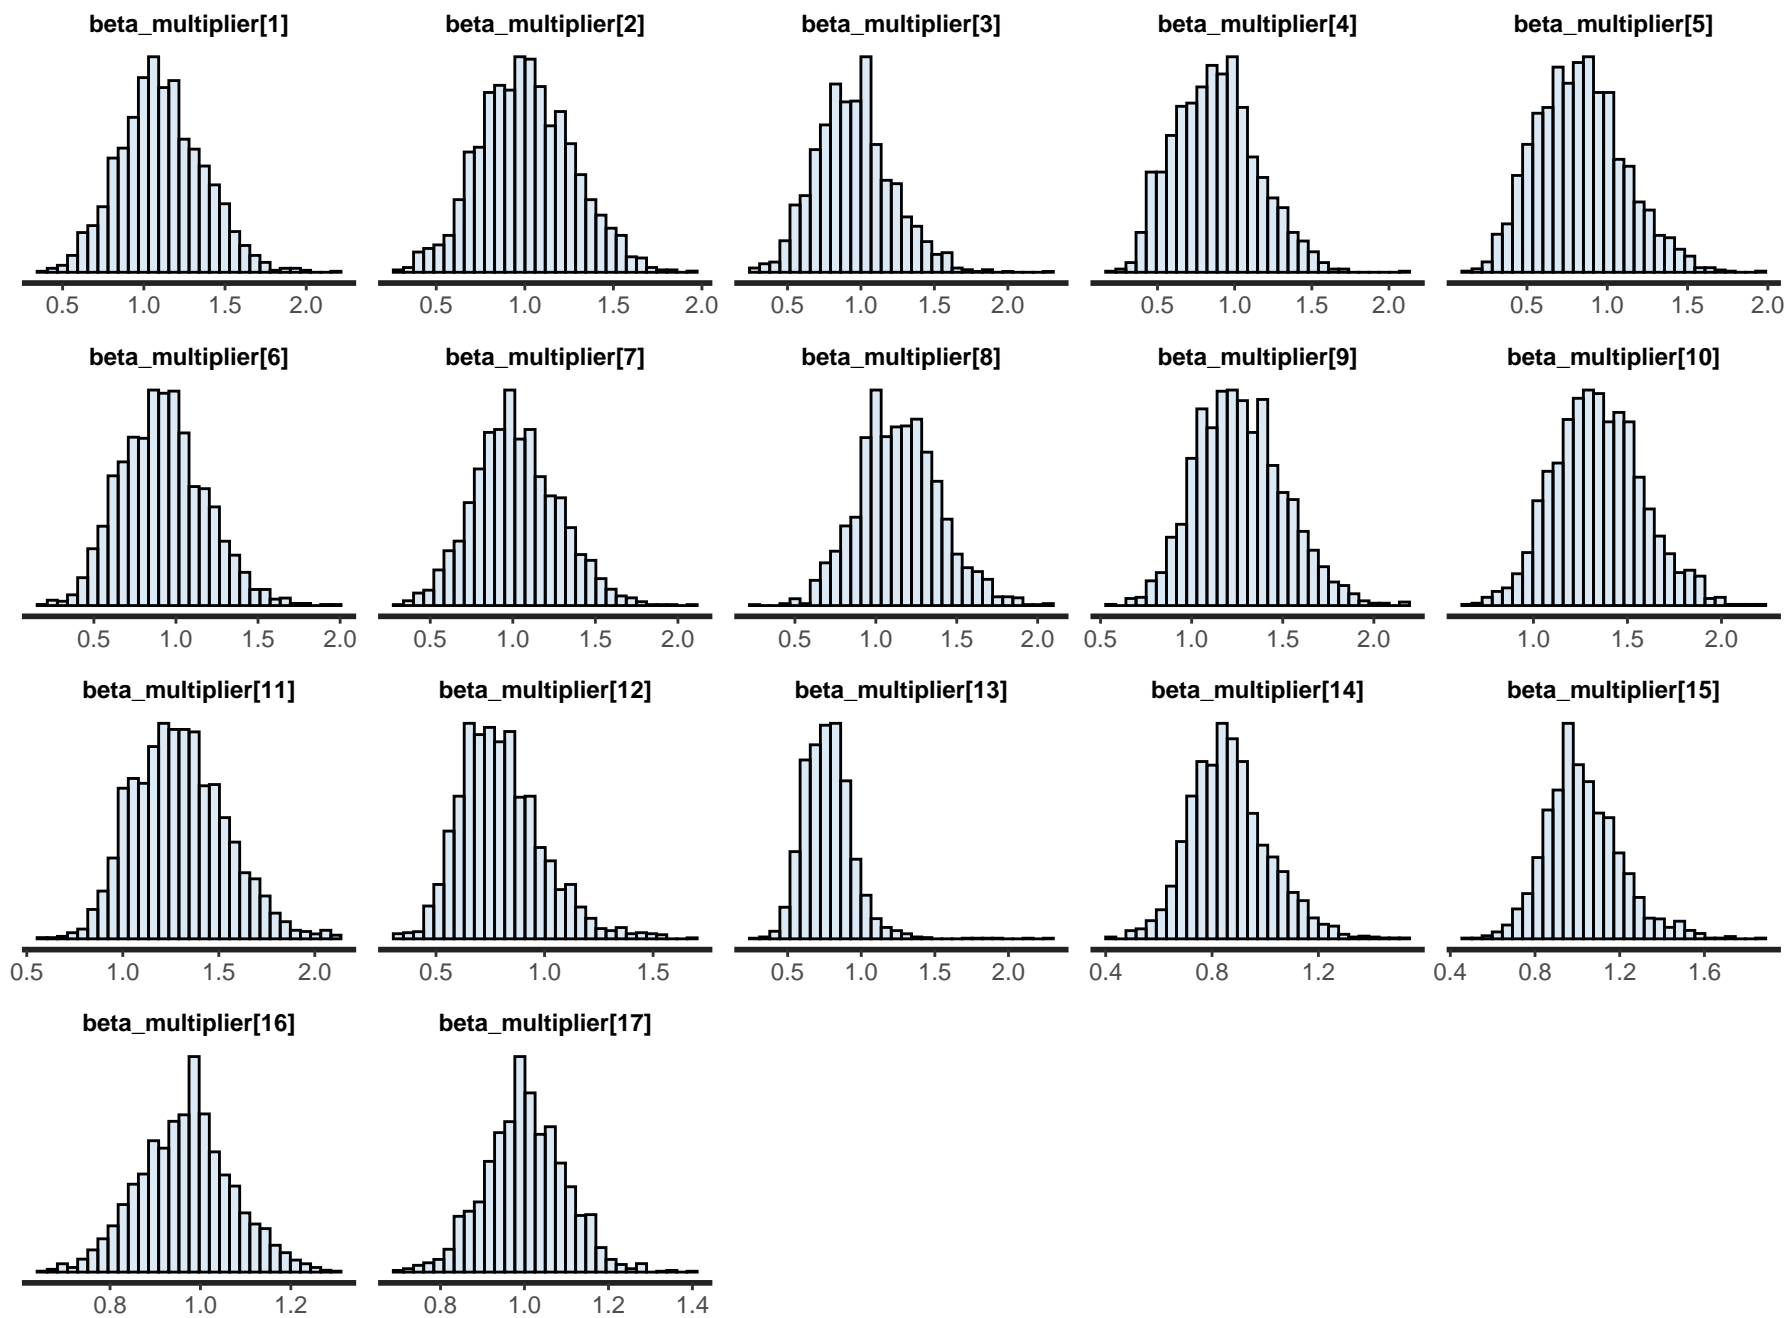 beta_multiplier[1] beta_multiplier[2] beta_multiplier[3] beta_multiplier[4] beta_multiplier[5]
0.5 1.0 1.5 2.0 0.5 1.0 1.5 2.0 0.5 1.0 1.5 2.0 0.5 1.0 1.5 2.0 0.5 1.0 1.5 2.0
beta_multiplier[6] beta_multiplier[7] beta_multiplier[8] beta_multiplier[9] beta_multiplier[10]
0.5 1.0 1.5 2.0 0.5 1.0 1.5 2.0 0.5 1.0 1.5 2.0 0.5 1.0 1.5 2.0 1.0 1.5 2.0
beta_multiplier[11] beta_multiplier[12] beta_multiplier[13] beta_multiplier[14] beta_multiplier[15]
0.5 1.0 1.5 2.0 0.5 1.0 1.5 0.5 1.0 1.5 2.0 0.4 0.8 1.2 0.4 0.8 1.2 1.6
beta_multiplier[16] beta_multiplier[17]
0.8 1.0 1.2 0.8 1.0 1.2 1.4